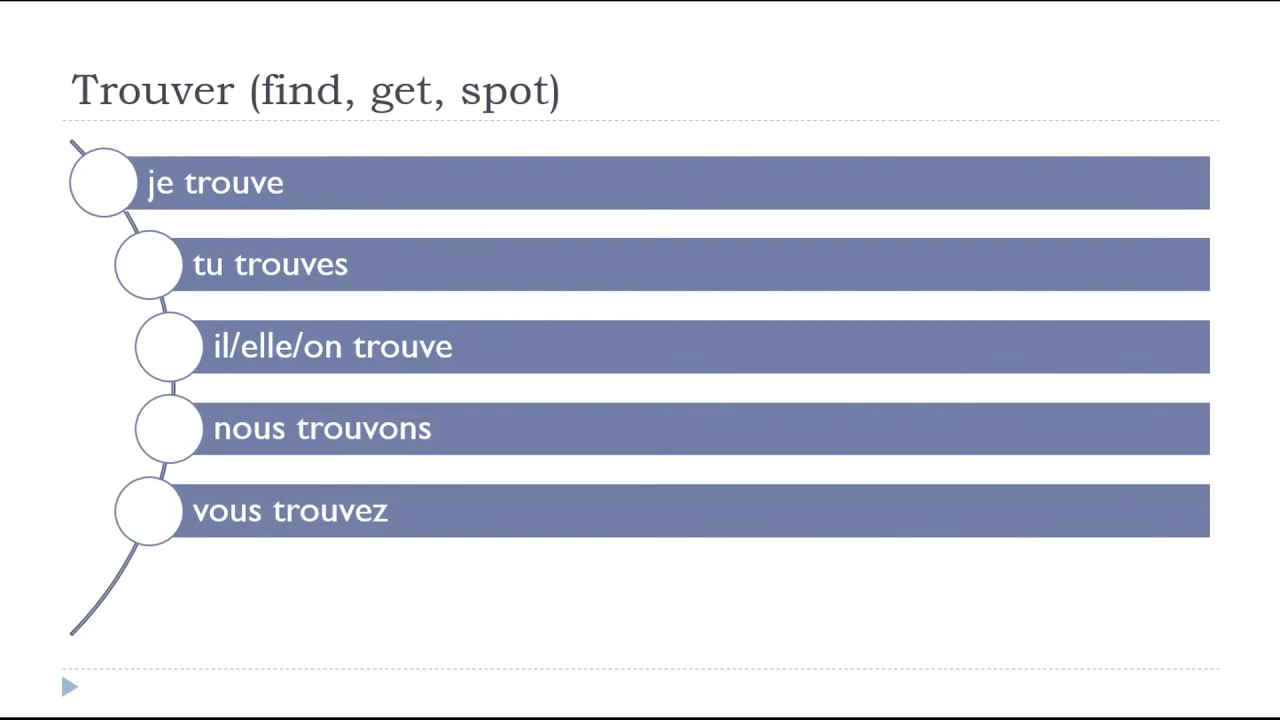 Trouver (find, get, spot)
je trouve
tu trouves
il/elle/on trouve
nous trouvons
vous trouvez